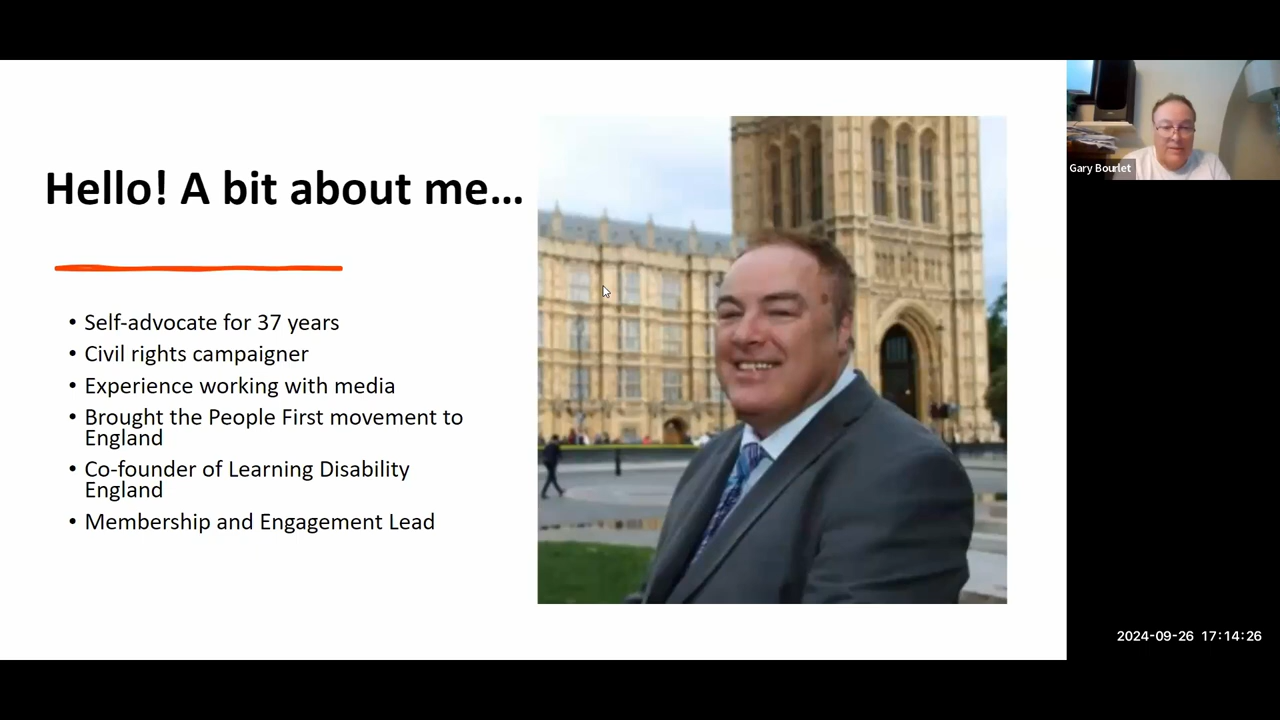 Hello! A bit about me...
• Self-advocate for 37 years
• Civil rights campaigner
• Experience working with media
• Brought the People First movement to
England
• Co-founder of Learning Disability
England
• Membership and Engagement Lead
Gary Bourlet
2024-09-26 17:14:26